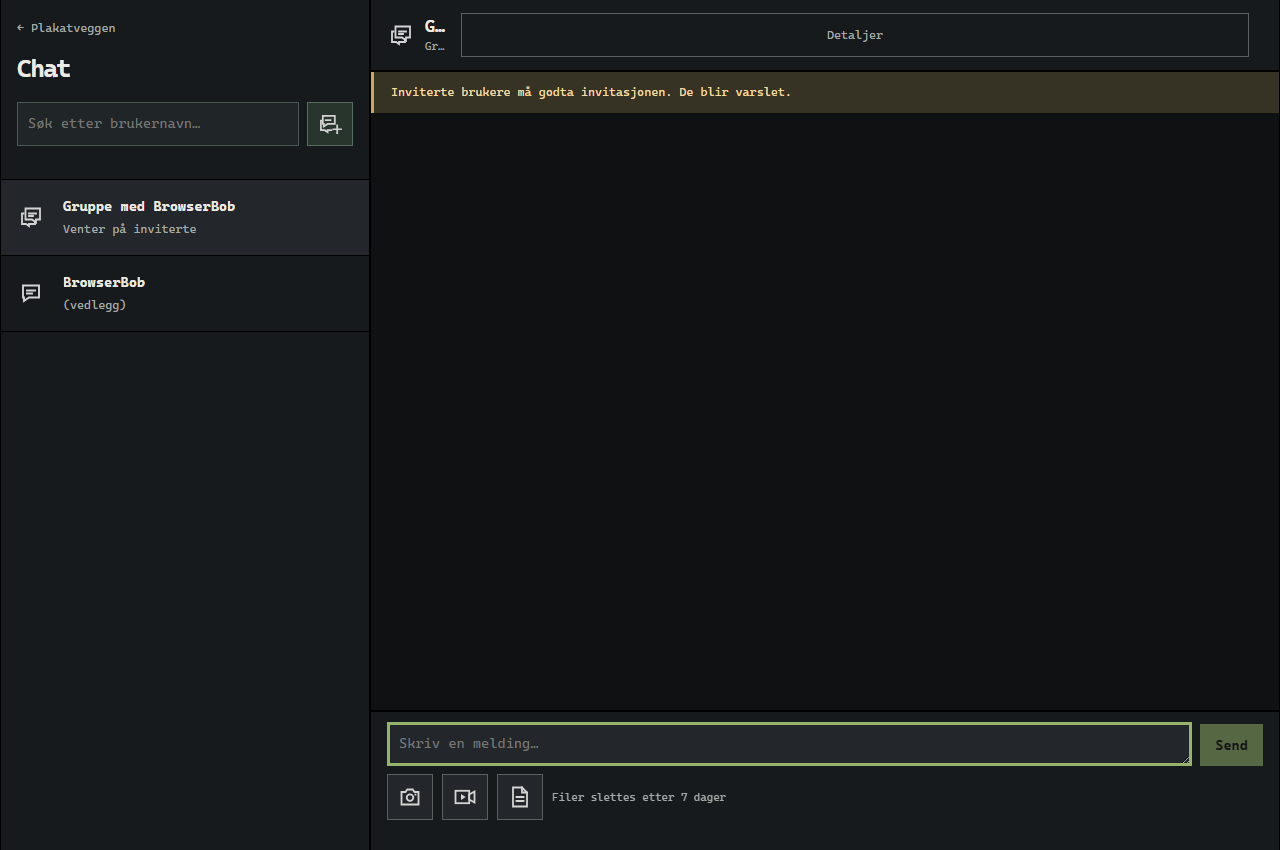 ← Plakatveggen
Chat
Søk etter brukernavn…
Gruppe med BrowserBob
Venter på inviterte
BrowserBob
(vedlegg)
G…
Gr…
Detaljer
Inviterte brukere må godta invitasjonen. De blir varslet.
Skriv en melding…
Send
Filer slettes etter 7 dager